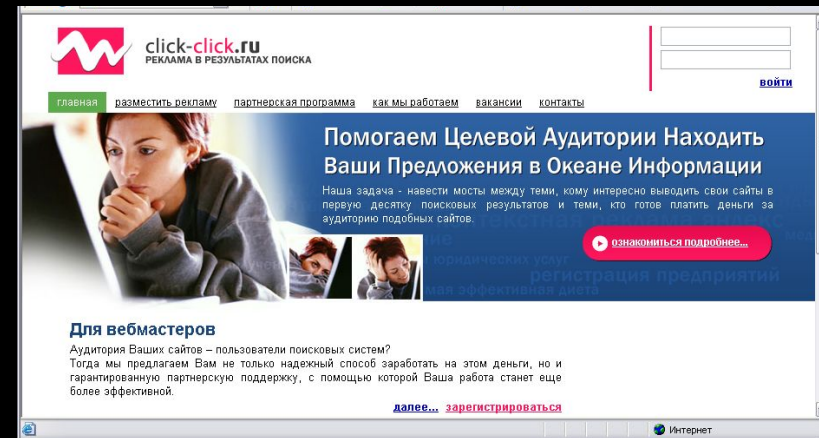 click-click.ru
РЕКЛАМА В РЕЗУЛЬТАТАХ ПОИСКА
войти
главная разместить рекламу партнерская программа как мы работаем вакансии контакты
Помогаем Целевой Аудитории Находить
Ваши Предложения в Океане Информации
Наша задача - навести мосты между теми, кому интересно выводить свои сайты в
первую десятку поисковых результатов и теми, кто готов платить деньги за
аудиторию подобных сайтов.
ознакомиться подробнее...
юридических услуг
регистрация предприятий
мая эффективная диета
Для вебмастеров
Аудитория Ваших сайтов – пользователи поисковых систем?
Тогда мы предлагаем Вам не только надежный способ заработать на этом деньги, но и
гарантированную партнерскую поддержку, с помощью которой Ваша работа станет еще
более эффективной.
далее... зарегистрироваться
Интернет